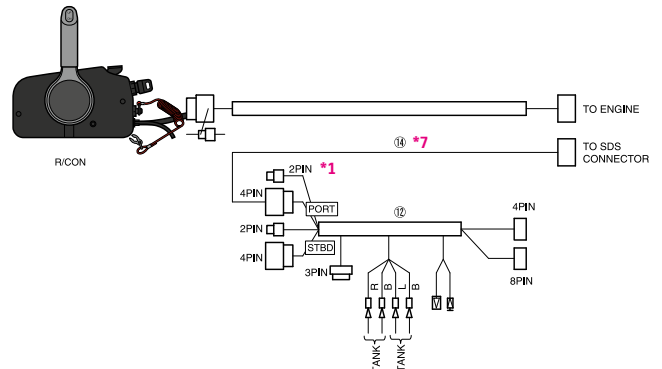 TO ENGINE
R/CON
⑭ *7
TO SDS
CONNECTOR
2PIN *1
4PIN
PORT
⑫
4PIN
2PIN
STBD
4PIN
3PIN
8PIN
R
B
L
B
TANK
TANK